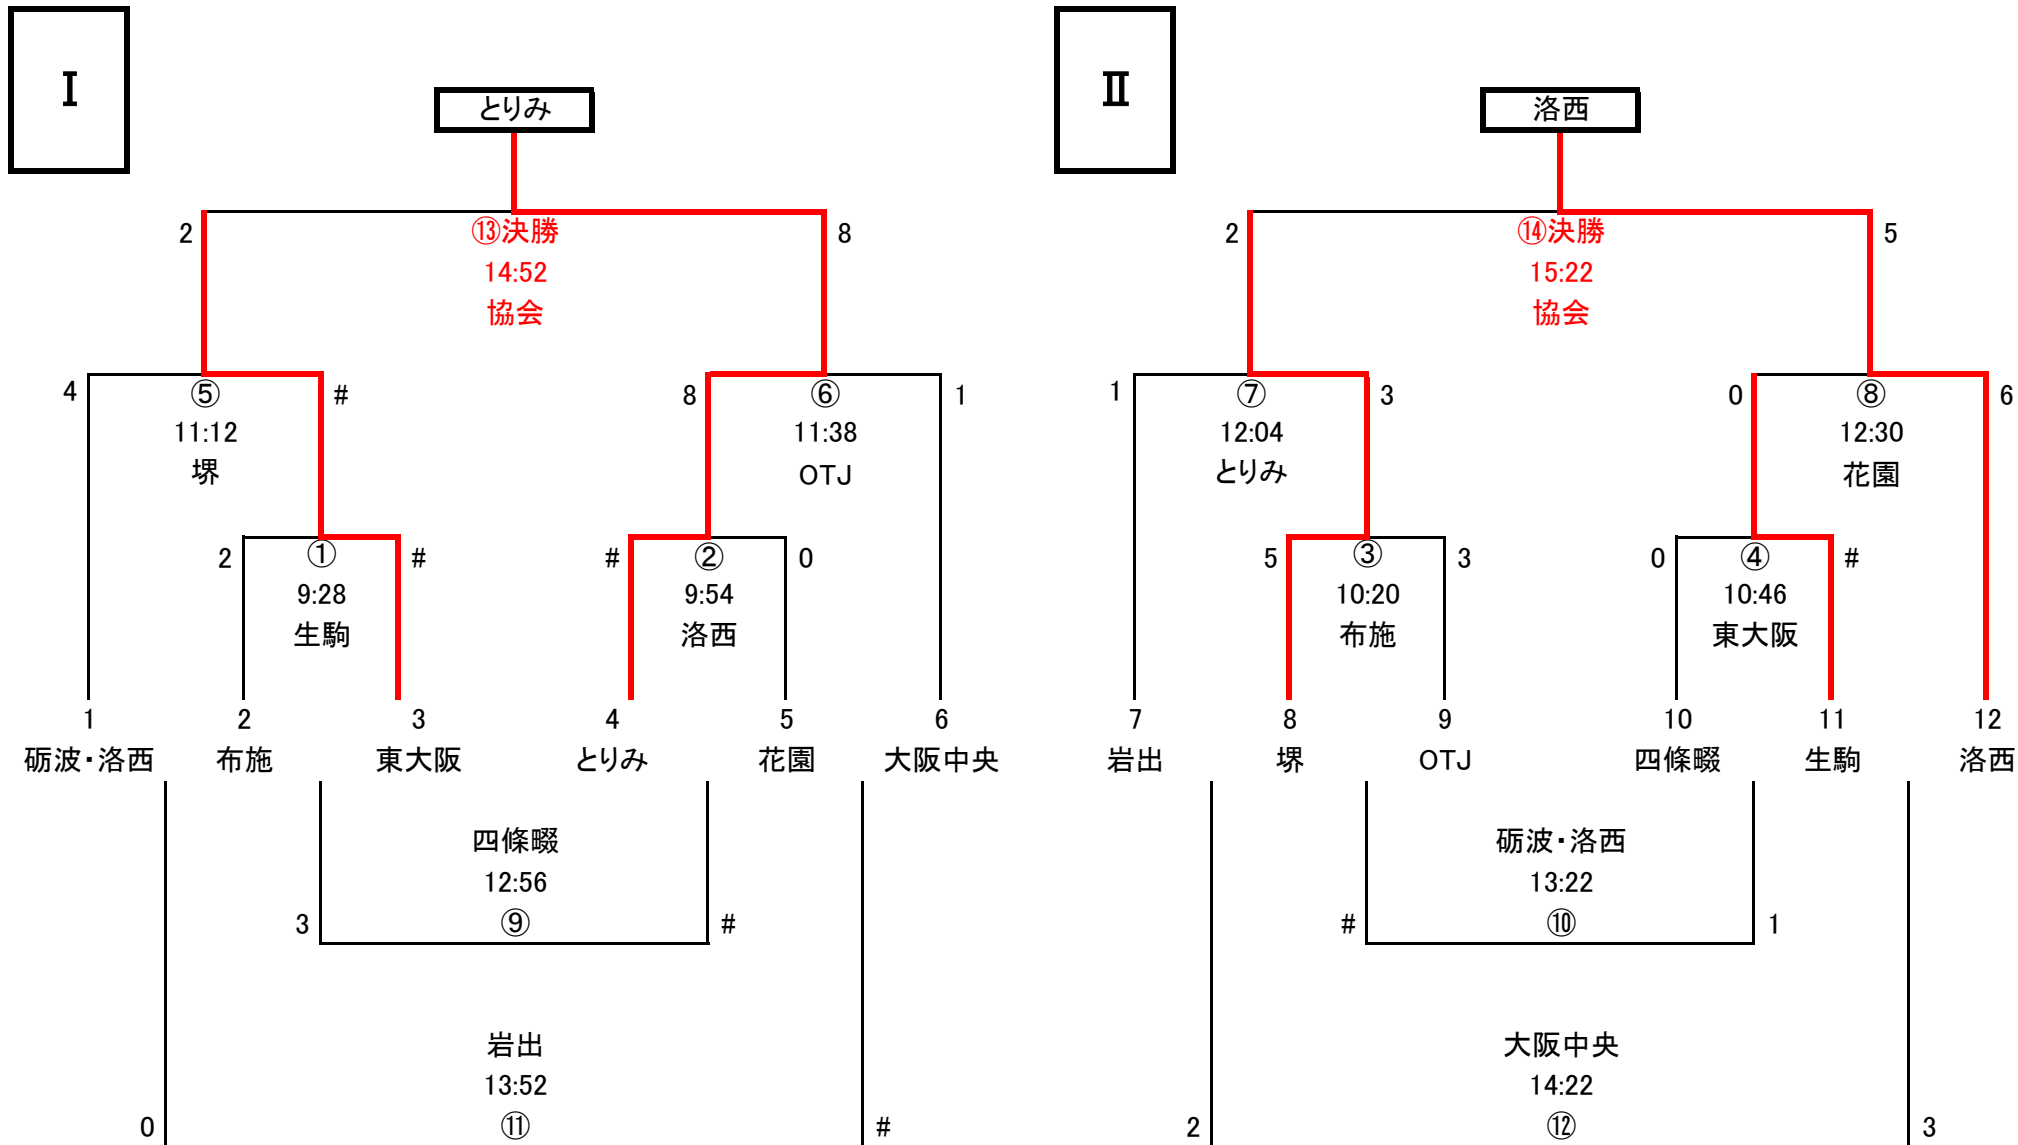 Ⅰ
Ⅱ
とりみ
洛西
2
⑬決勝
8
2
⑭決勝
5
14:52
15:22
協会
協会
4
⑤
#
8
⑥
1
1
⑦
3
0
⑧
6
11:12
11:38
12:04
12:30
堺
OTJ
とりみ
花園
2
①
#
#
②
0
5
③
3
0
④
#
9:28
9:54
10:20
10:46
生駒
洛西
布施
東大阪
1
2
3
4
5
6
7
8
9
10
11
12
砺波・洛西
布施
東大阪
とりみ
花園
大阪中央
岩出
堺
OTJ
四條畷
生駒
洛西
四條畷
砺波・洛西
12:56
13:22
3
⑨
#
#
⑩
1
岩出
大阪中央
13:52
14:22
0
⑪
#
2
⑫
3